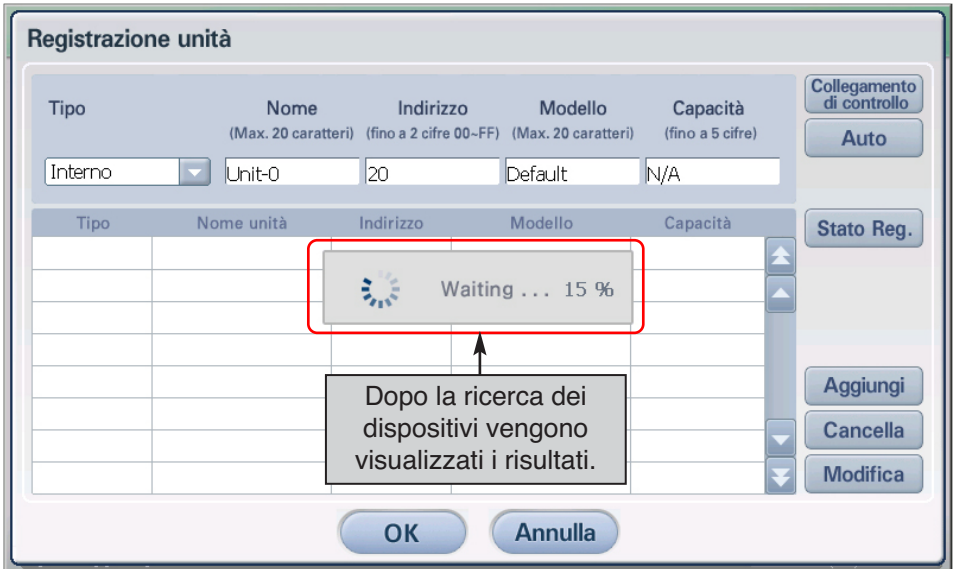 Registrazione unità
Tipo Nome Indirizzo Modello Capacità
(Max. 20 caratteri) (fino a 2 cifre 00~FF) (Max. 20 caratteri) (fino a 5 cifre)
Interno Unit-0 20 Default N/A
Collegamento
di controllo
Auto
Tipo Nome unità Indirizzo Modello Capacità
Stato Reg.
Waiting ... 15 %
Dopo la ricerca dei
dispositivi vengono
visualizzati i risultati.
Aggiungi
Cancella
Modifica
OK Annulla